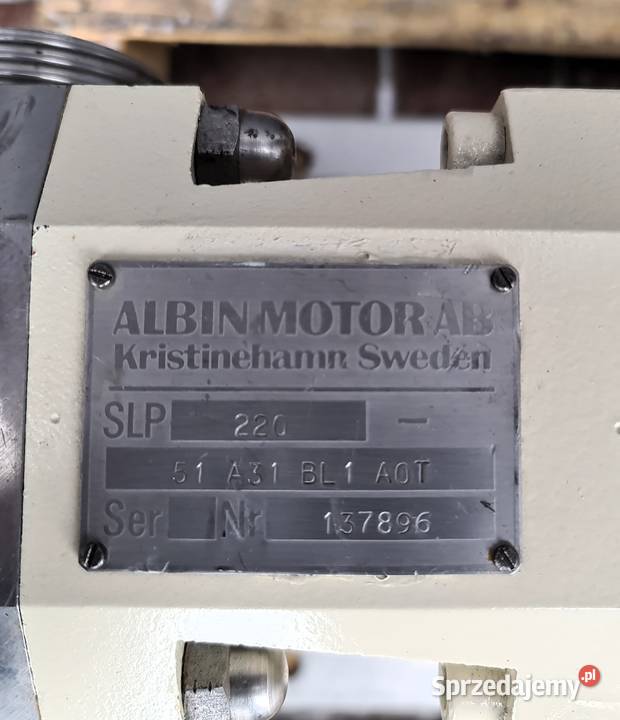 ALBIN MOTOR AB
Kristinehamn Sweden
SLP 220 -
51 A31 BL1 A0T
Ser Nr 137896
Sprzedajemy.pl